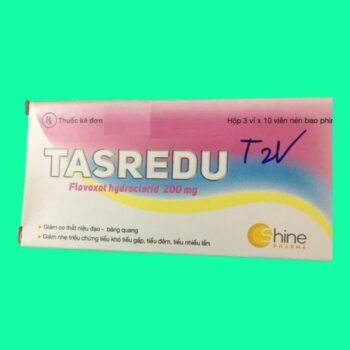 Rx Thuốc kê đơn
Hộp 3 vỉ x 10 viên nén bao phim
TASREDU
T2V
Flavoxat hydroclorid 200 mg
+ Giảm co thắt niệu đạo - bàng quang
+ Giảm nhẹ triệu chứng tiểu khó tiểu gấp, tiểu đêm, tiểu nhiều lần
Shine
PHARMA